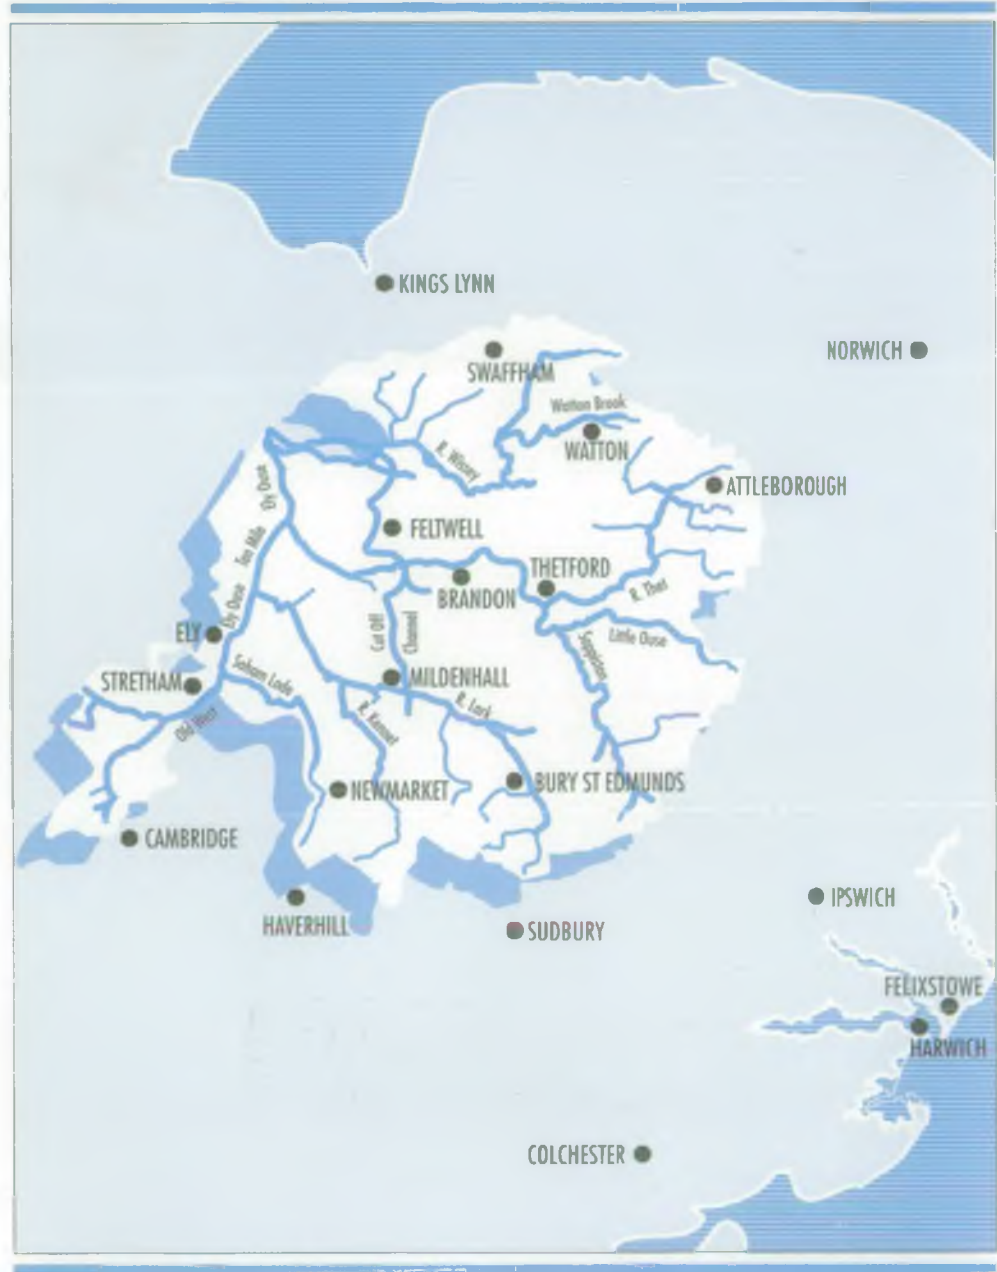 KINGS LYNN
NORWICH
SWAFFHAM
Watton Brook
WATTON
R. Wissey
ATTLEBOROUGH
Ely Ouse
FELTWELL
Ten Mile
THETFORD
BRANDON
R. Thet
Ely Ouse
Cut Off
Channel
ELY
Little Ouse
Sapiston
Soham Lode
STRETHAM
MILDENHALL
R. Lark
R. Kennet
Old West
NEWMARKET
BURY ST EDMUNDS
CAMBRIDGE
HAVERHILL
IPSWICH
SUDBURY
FELIXSTOWE
HARWICH
COLCHESTER